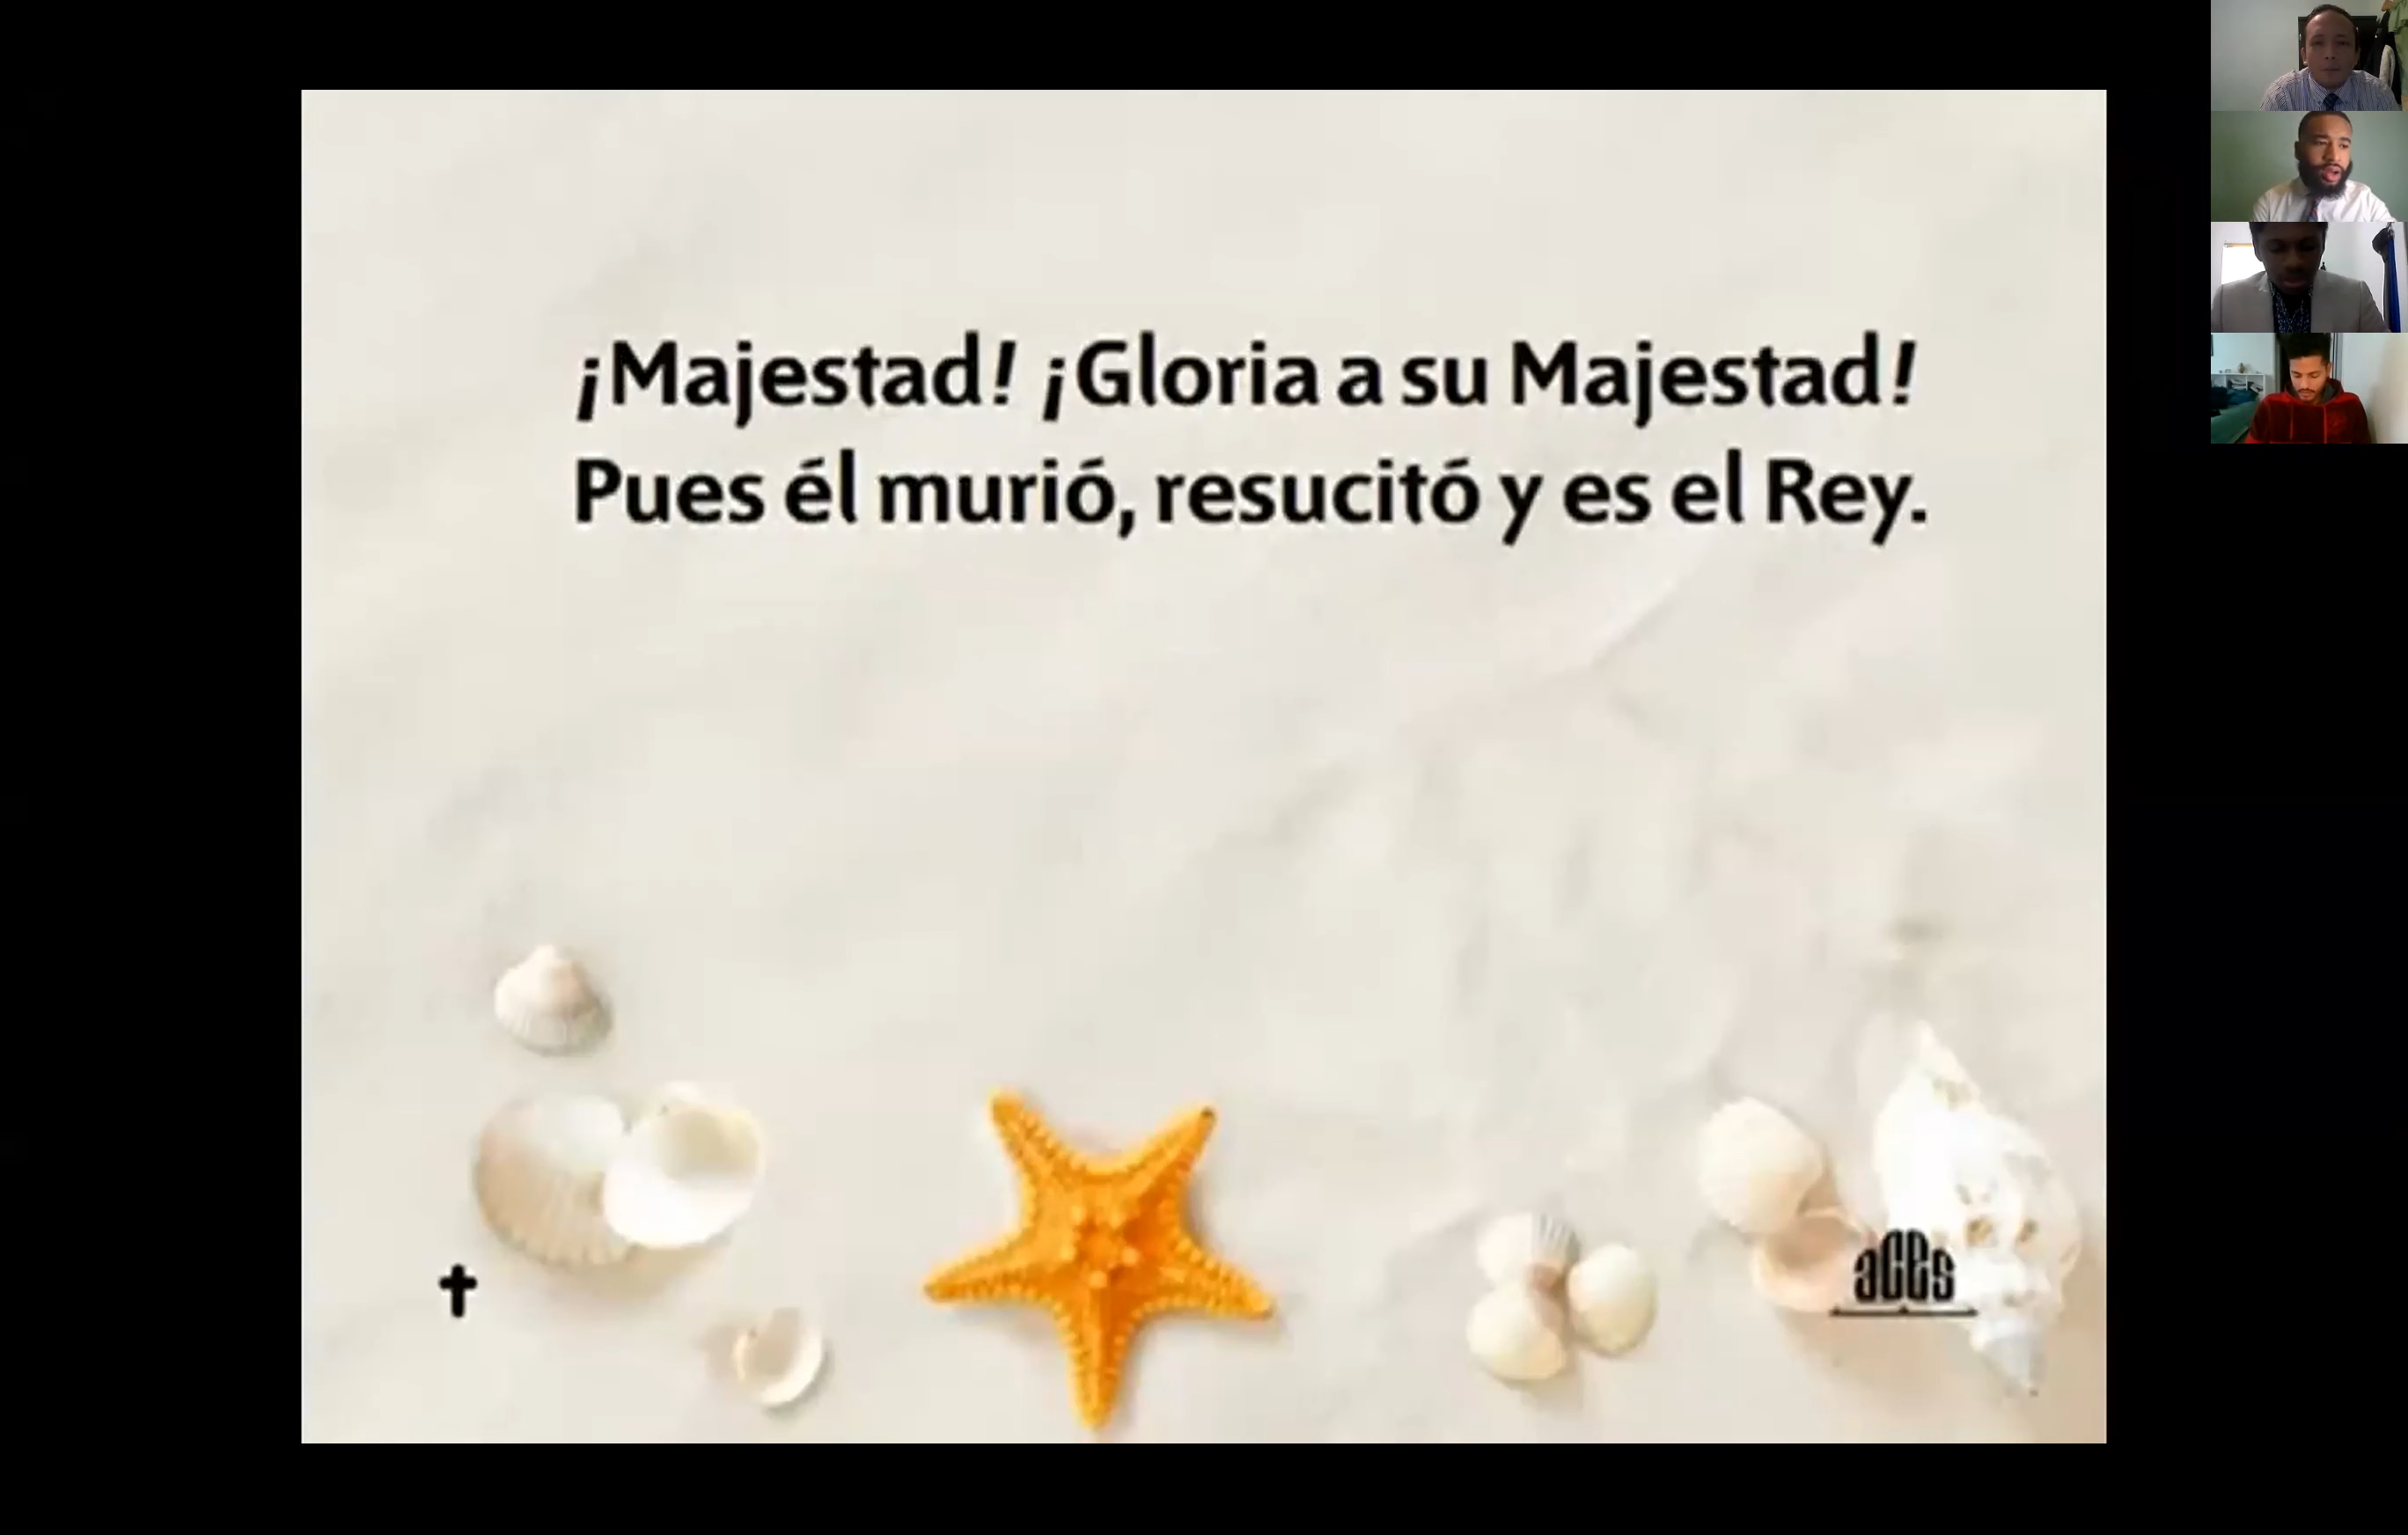 ¡Majestad! ¡Gloria a su Majestad!
Pues él murió, resucitó y es el Rey.
aces